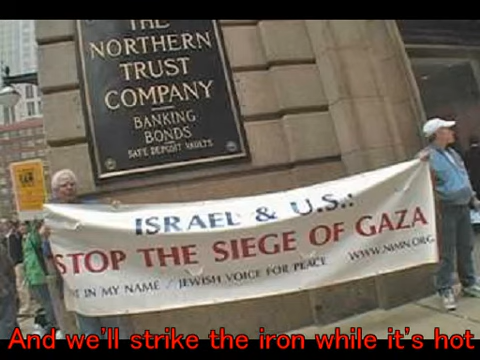 THE
NORTHERN
TRUST
COMPANY
BANKING
BONDS
SAFE DEPOSIT VAULTS
ISRAEL & U.S.:
STOP THE SIEGE OF GAZA
IN MY NAME / JEWISH VOICE FOR PEACE WWW.NIMN.ORG
And we'll strike the iron while it's hot